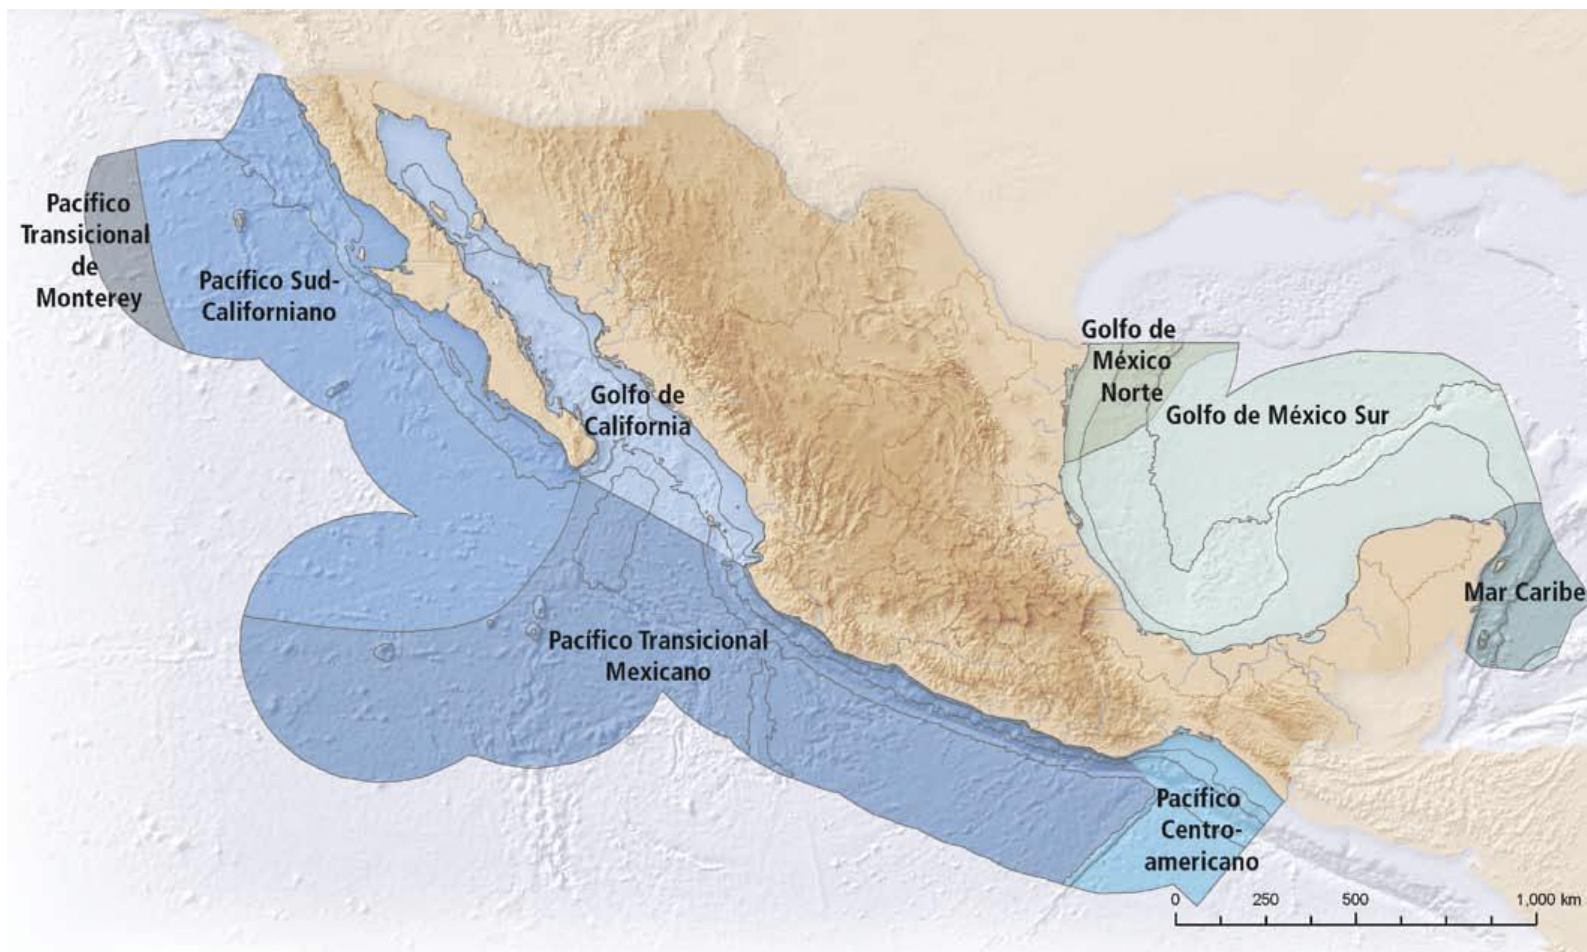 Pacífico
Transicional
de
Monterey
Pacífico Sud-
Californiano
Golfo de
California
Golfo de
México
Norte
Golfo de México Sur
Mar Caribe
Pacífico Transicional
Mexicano
Pacífico
Centro-
americano
0 250 500 1,000 km